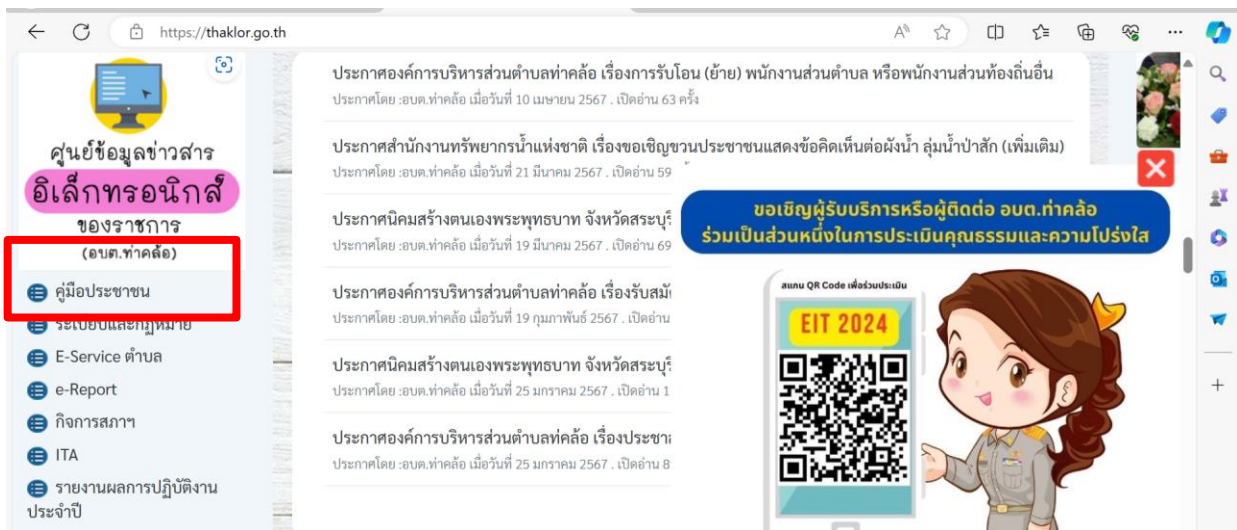 https://thaklor.go.th
ศูนย์ข้อมูลข่าวสาร
อิเล็กทรอนิกส์
ของราชการ
(อบต.ท่าคล้อ)
คู่มือประชาชน
ระเบียบและกฎหมาย
E-Service ตำบล
e-Report
กิจการสภาฯ
ITA
รายงานผลการปฏิบัติงาน
ประจำปี
ประกาศองค์การบริหารส่วนตำบลท่าคล้อ เรื่องการรับโอน (ย้าย) พนักงานส่วนตำบล หรือพนักงานส่วนท้องถิ่นอื่น
ประกาศโดย :อบต.ท่าคล้อ เมื่อวันที่ 10 เมษายน 2567 . เปิดอ่าน 63 ครั้ง
ประกาศสำนักงานทรัพยากรน้ำแห่งชาติ เรื่องขอเชิญขวนประชาชนแสดงข้อคิดเห็นต่อผังน้ำ ลุ่มน้ำป่าสัก (เพิ่มเติม)
ประกาศโดย :อบต.ท่าคล้อ เมื่อวันที่ 21 มีนาคม 2567 . เปิดอ่าน 59
ประกาศนิคมสร้างตนเองพระพุทธบาท จังหวัดสระบุรี
ประกาศโดย :อบต.ท่าคล้อ เมื่อวันที่ 19 มีนาคม 2567 . เปิดอ่าน 69
ประกาศองค์การบริหารส่วนตำบลท่าคล้อ เรื่องรับสมั
ประกาศโดย :อบต.ท่าคล้อ เมื่อวันที่ 19 กุมภาพันธ์ 2567 . เปิดอ่าน
ประกาศนิคมสร้างตนเองพระพุทธบาท จังหวัดสระบุรี
ประกาศโดย :อบต.ท่าคล้อ เมื่อวันที่ 25 มกราคม 2567 . เปิดอ่าน 1
ประกาศองค์การบริหารส่วนตำบลท่คล้อ เรื่องประชา
ประกาศโดย :อบต.ท่าคล้อ เมื่อวันที่ 25 มกราคม 2567 . เปิดอ่าน 8
ขอเชิญผู้รับบริการหรือผู้ติดต่อ อบต.ท่าคล้อ
ร่วมเป็นส่วนหนึ่งในการประเมินคุณธรรมและความโปร่งใส
สแกน QR Code เพื่อร่วมประเมิน
EIT 2024